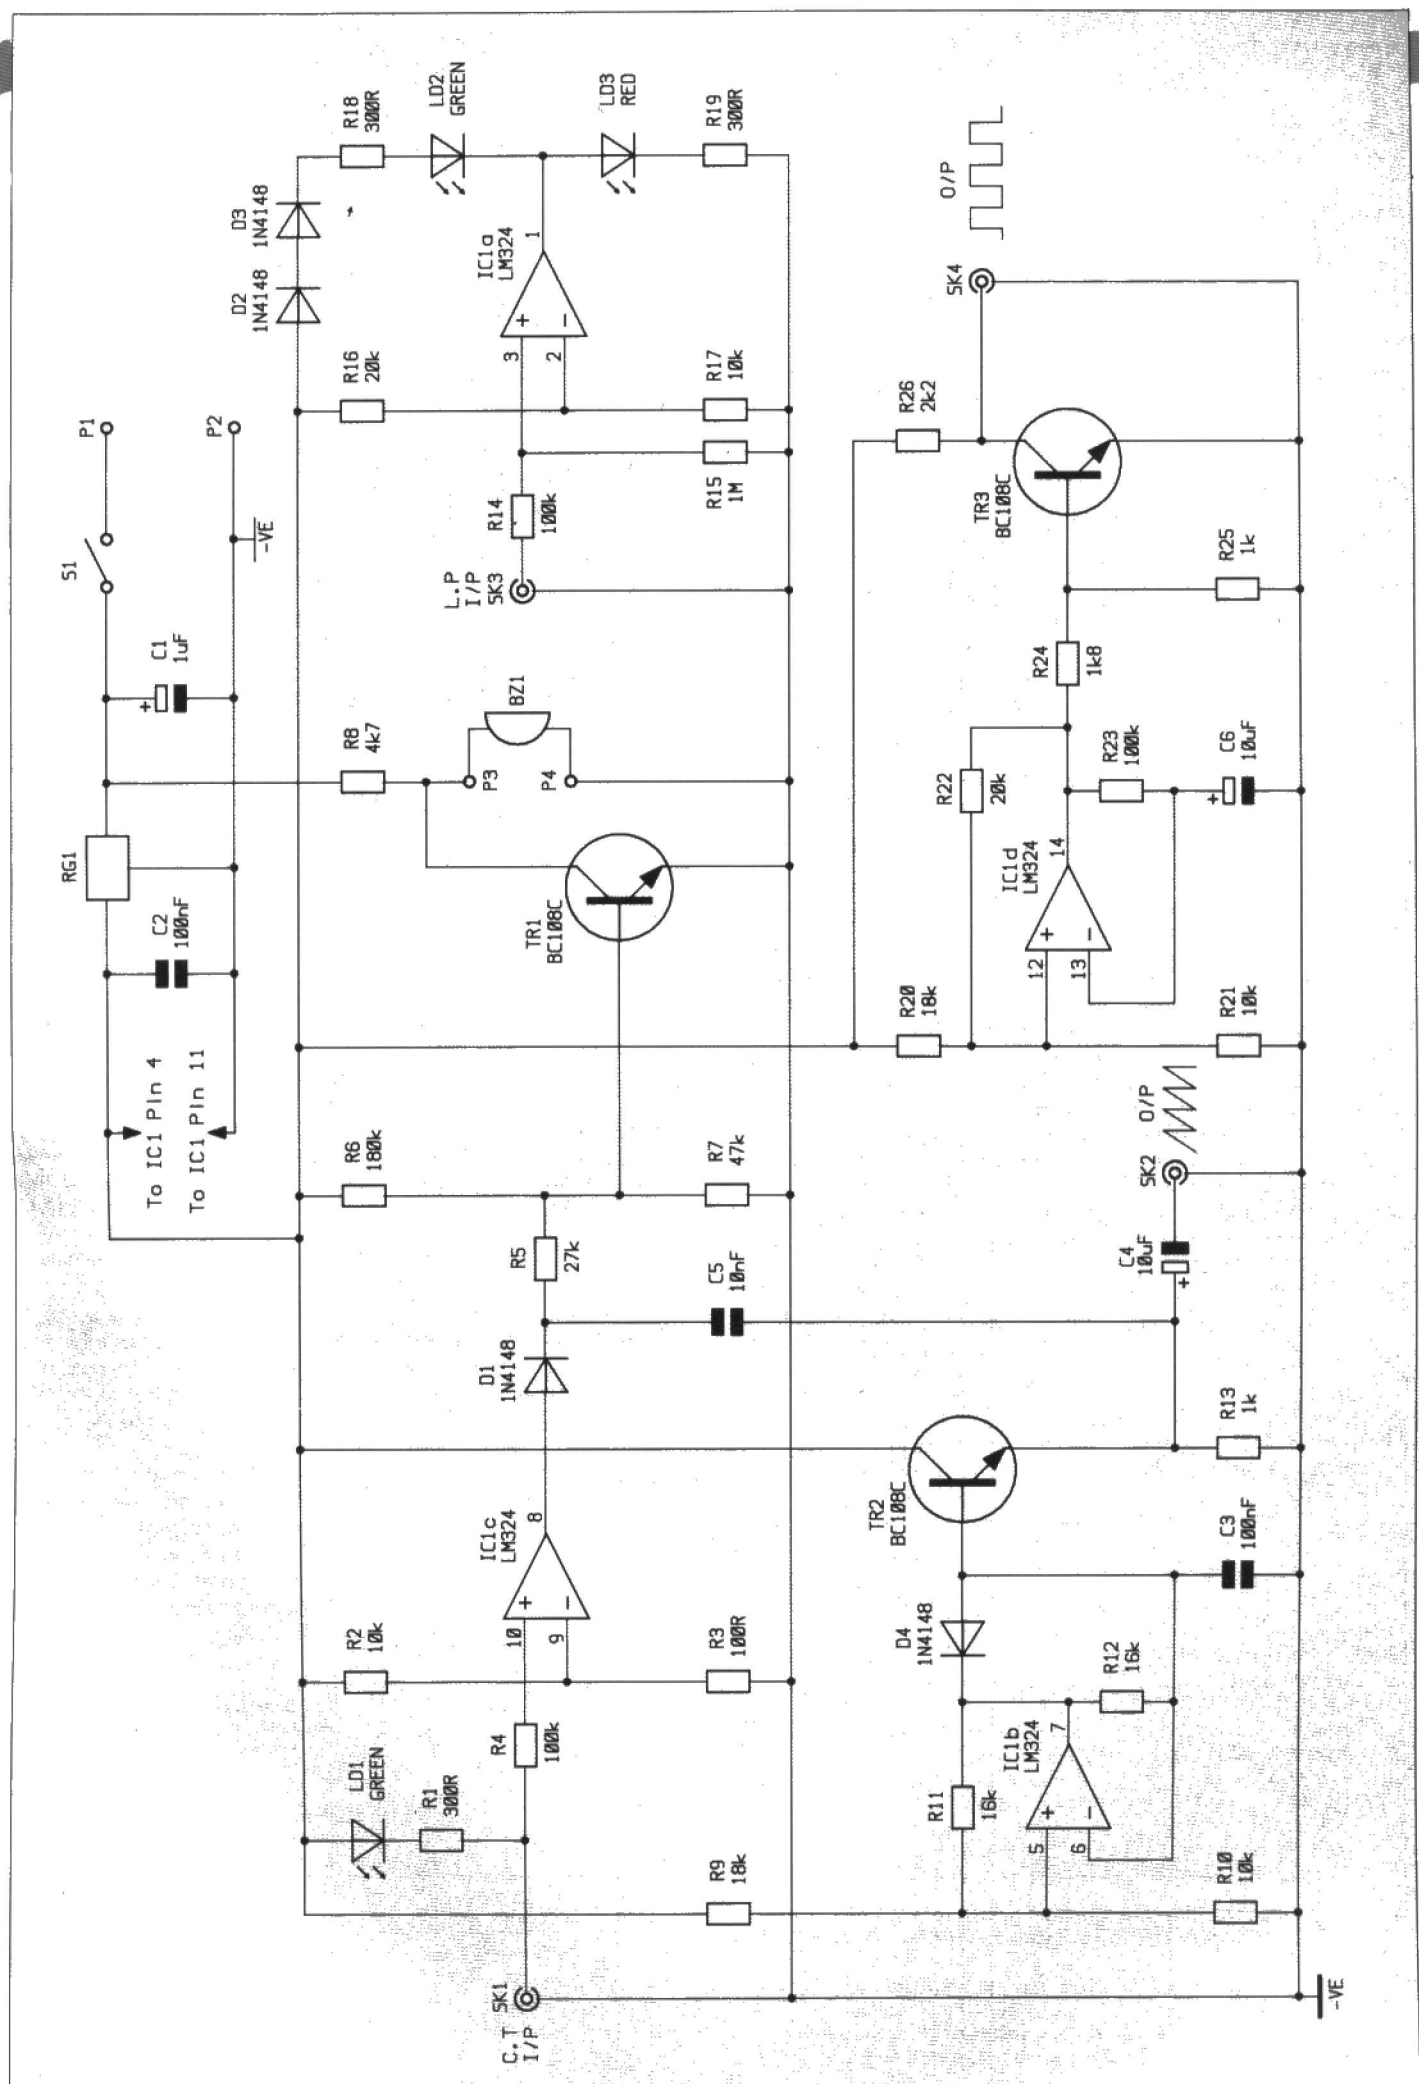 S1
P1
P2
-VE
C1
1uF
RG1
C2
100nF
To IC1 Pin 4
To IC1 Pin 11
D3
1N4148
D2
1N4148
R18
300R
LD2
GREEN
LD3
RED
R19
300R
IC1a
LM324
1
+
3
2
−
R16
20k
R17
10k
R15
1M
R14
100k
L.P
I/P
SK3
R8
4k7
P3
P4
BZ1
TR1
BC108C
R6
180k
R7
47k
R5
27k
C5
10nF
D1
1N4148
IC1c
LM324
8
+
10
9
−
R2
10k
R3
100R
R4
100k
LD1
GREEN
R1
300R
C.T
I/P
SK1
R9
18k
O/P
SK4
R26
2k2
TR3
BC108C
R25
1k
R24
1k8
R22
20k
R23
100k
C6
10uF
+
IC1d
LM324
14
+
12
13
−
R20
18k
R21
10k
O/P
SK2
C4
10uF
+
R13
1k
TR2
BC108C
C3
100nF
D4
1N4148
R12
16k
R11
16k
IC1b
LM324
7
+
5
6
−
R10
10k
-VE
+